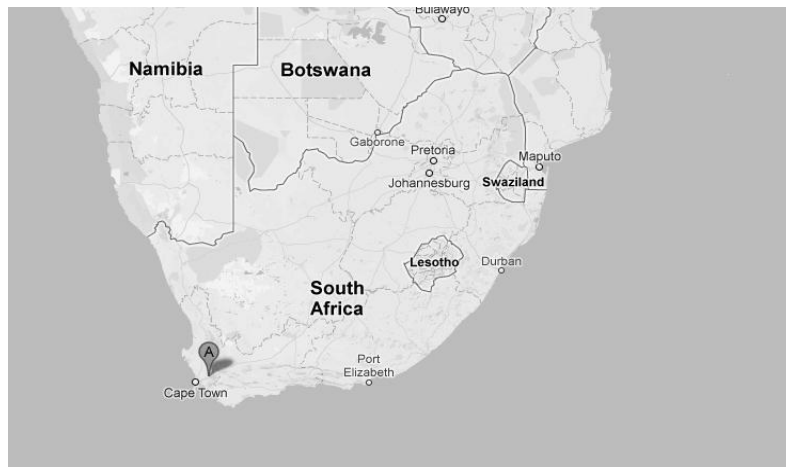 Bulawayo
Namibia
Botswana
Gaborone
Pretoria
Maputo
Johannesburg
Swaziland
Lesotho
Durban
South
Africa
A
Port
Elizabeth
Cape Town